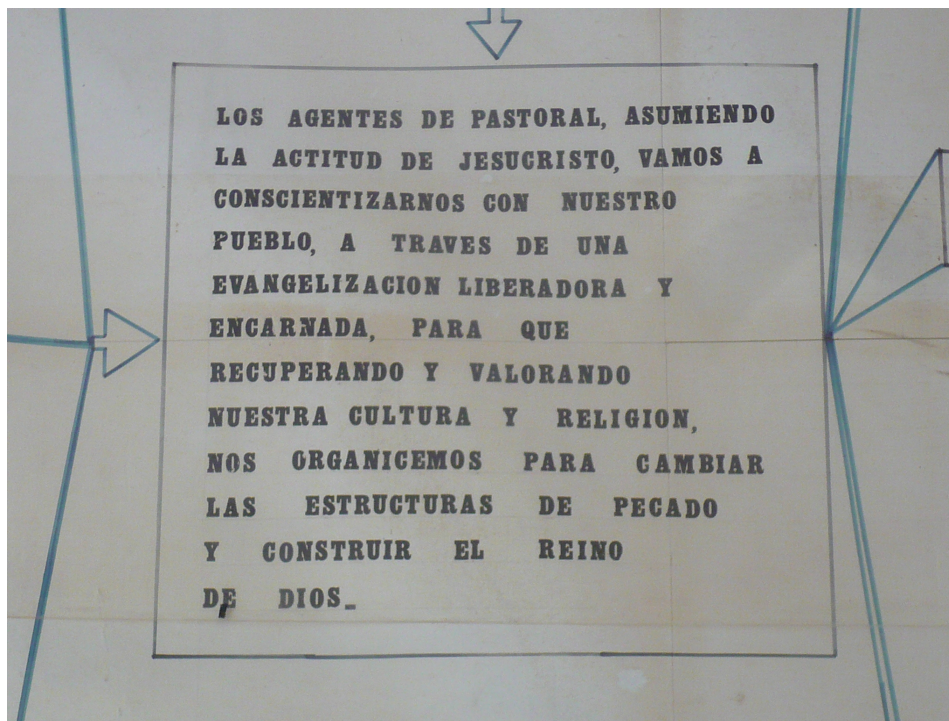 LOS AGENTES DE PASTORAL, ASUMIENDO
LA ACTITUD DE JESUCRISTO, VAMOS A
CONSCIENTIZARNOS CON NUESTRO
PUEBLO, A TRAVES DE UNA
EVANGELIZACION LIBERADORA Y
ENCARNADA, PARA QUE
RECUPERANDO Y VALORANDO
NUESTRA CULTURA Y RELIGION,
NOS ORGANICEMOS PARA CAMBIAR
LAS ESTRUCTURAS DE PECADO
Y CONSTRUIR EL REINO
DE DIOS_